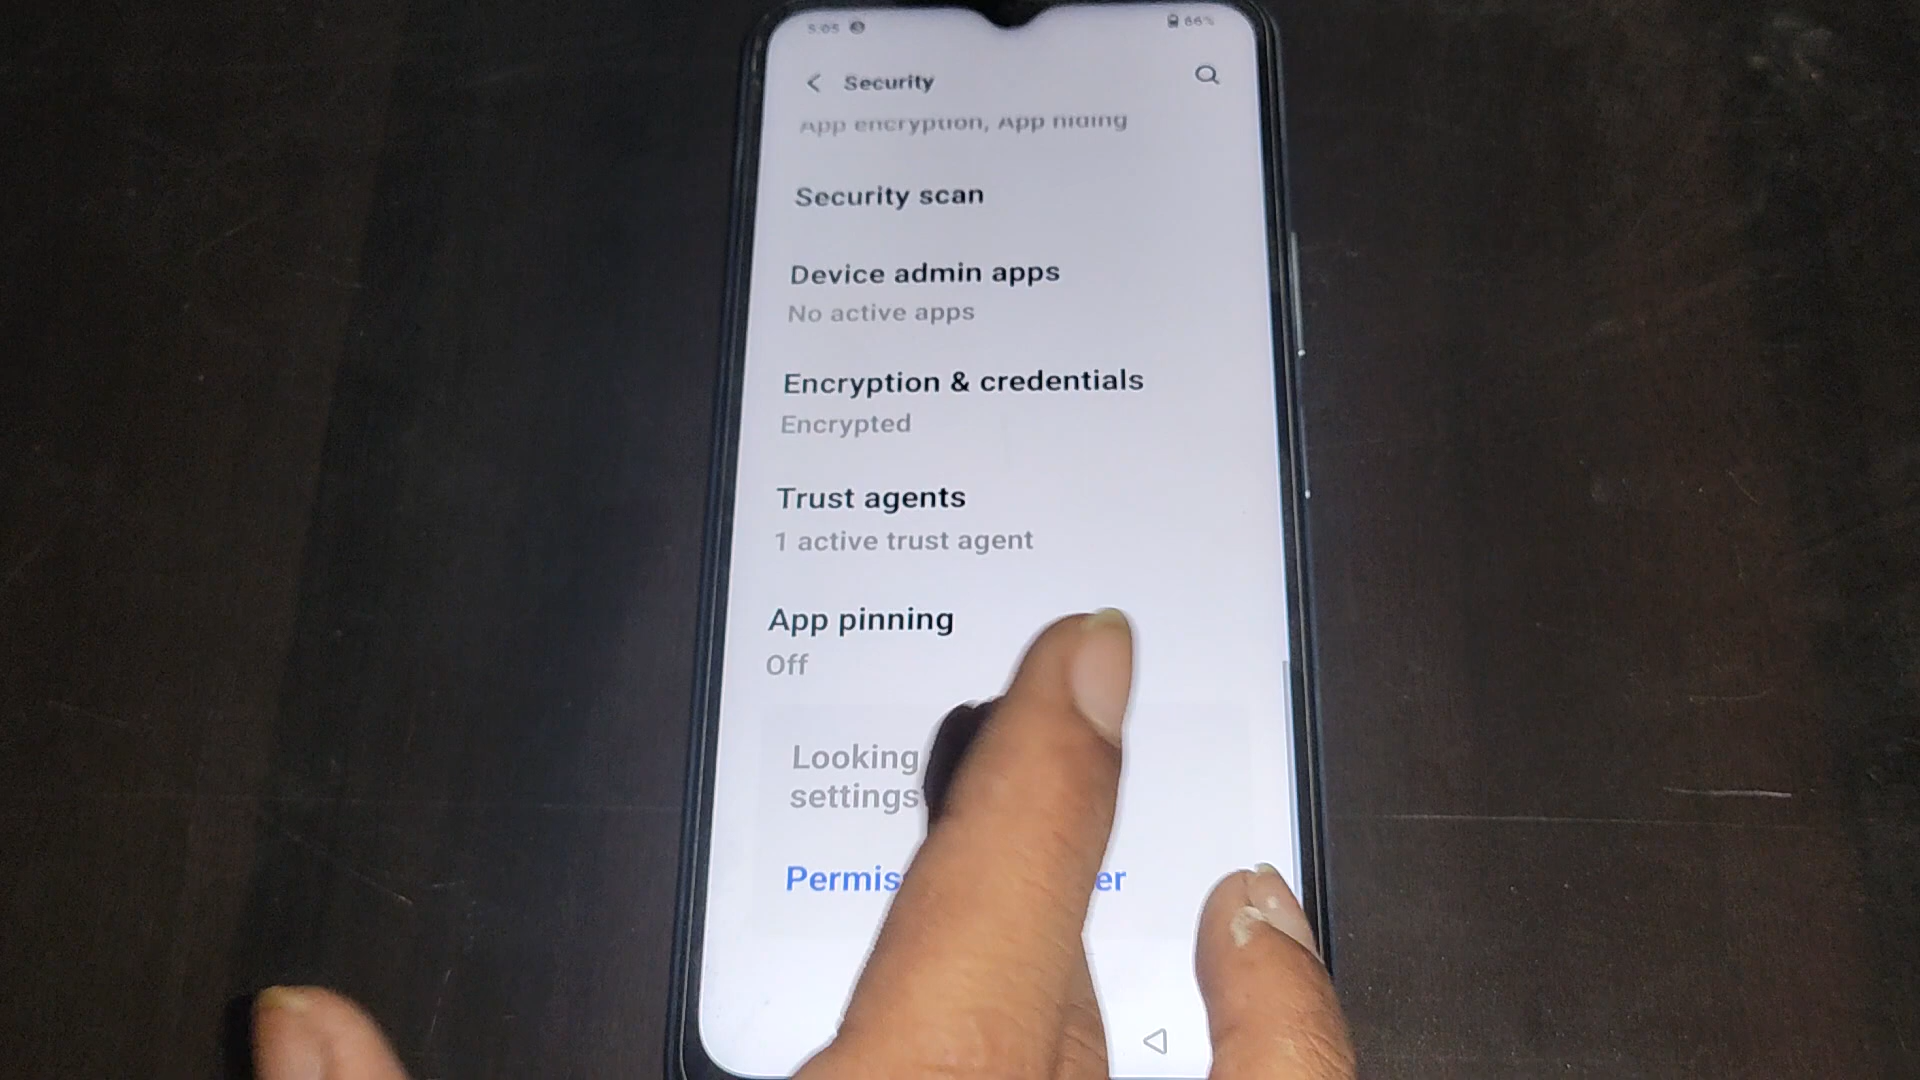 5:05
66%
Security
App encryption, App hiding
Security scan
Device admin apps
No active apps
Encryption & credentials
Encrypted
Trust agents
1 active trust agent
App pinning
Off
Looking
settings